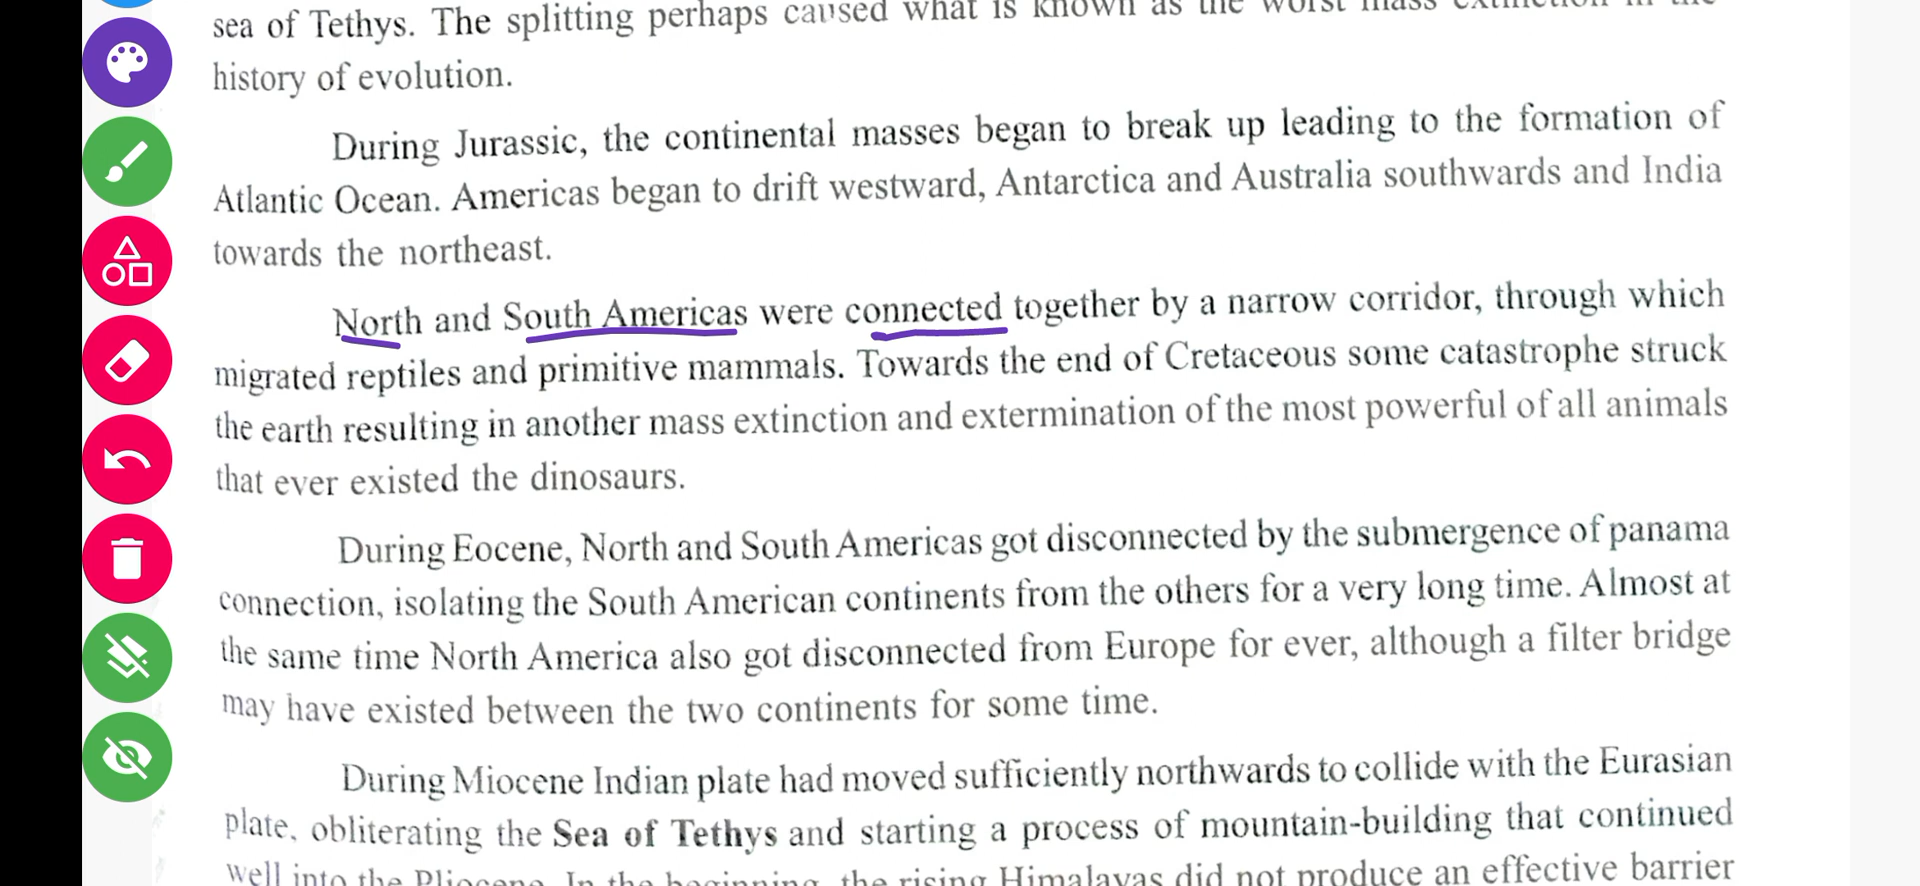 sea of Tethys. The splitting perhaps caused what is known as the worst mass extinction in the
history of evolution.
During Jurassic, the continental masses began to break up leading to the formation of
Atlantic Ocean. Americas began to drift westward, Antarctica and Australia southwards and India
towards the northeast.
North and South Americas were connected together by a narrow corridor, through which
migrated reptiles and primitive mammals. Towards the end of Cretaceous some catastrophe struck
the earth resulting in another mass extinction and extermination of the most powerful of all animals
that ever existed the dinosaurs.
During Eocene, North and South Americas got disconnected by the submergence of panama
connection, isolating the South American continents from the others for a very long time. Almost at
the same time North America also got disconnected from Europe for ever, although a filter bridge
may have existed between the two continents for some time.
During Miocene Indian plate had moved sufficiently northwards to collide with the Eurasian
plate, obliterating the Sea of Tethys and starting a process of mountain-building that continued
well into the Pliocene. In the beginning, the rising Himalayas did not produce an effective barrier